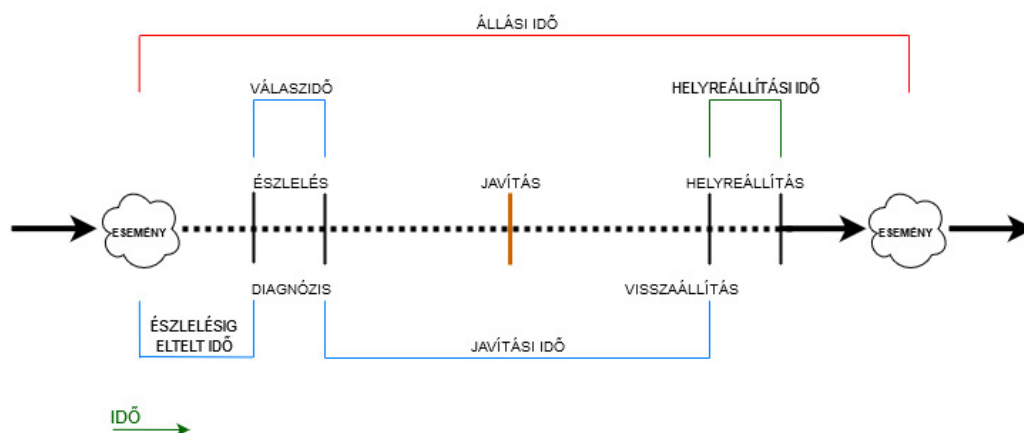 ÁLLÁSI IDŐ
VÁLASZIDŐ
HELYREÁLLÍTÁSI IDŐ
ÉSZLELÉS
JAVÍTÁS
HELYREÁLLÍTÁS
ESEMÉNY
ESEMÉNY
DIAGNÓZIS
VISSZAÁLLÍTÁS
ÉSZLELÉSIG
ELTELT IDŐ
JAVÍTÁSI IDŐ
IDŐ